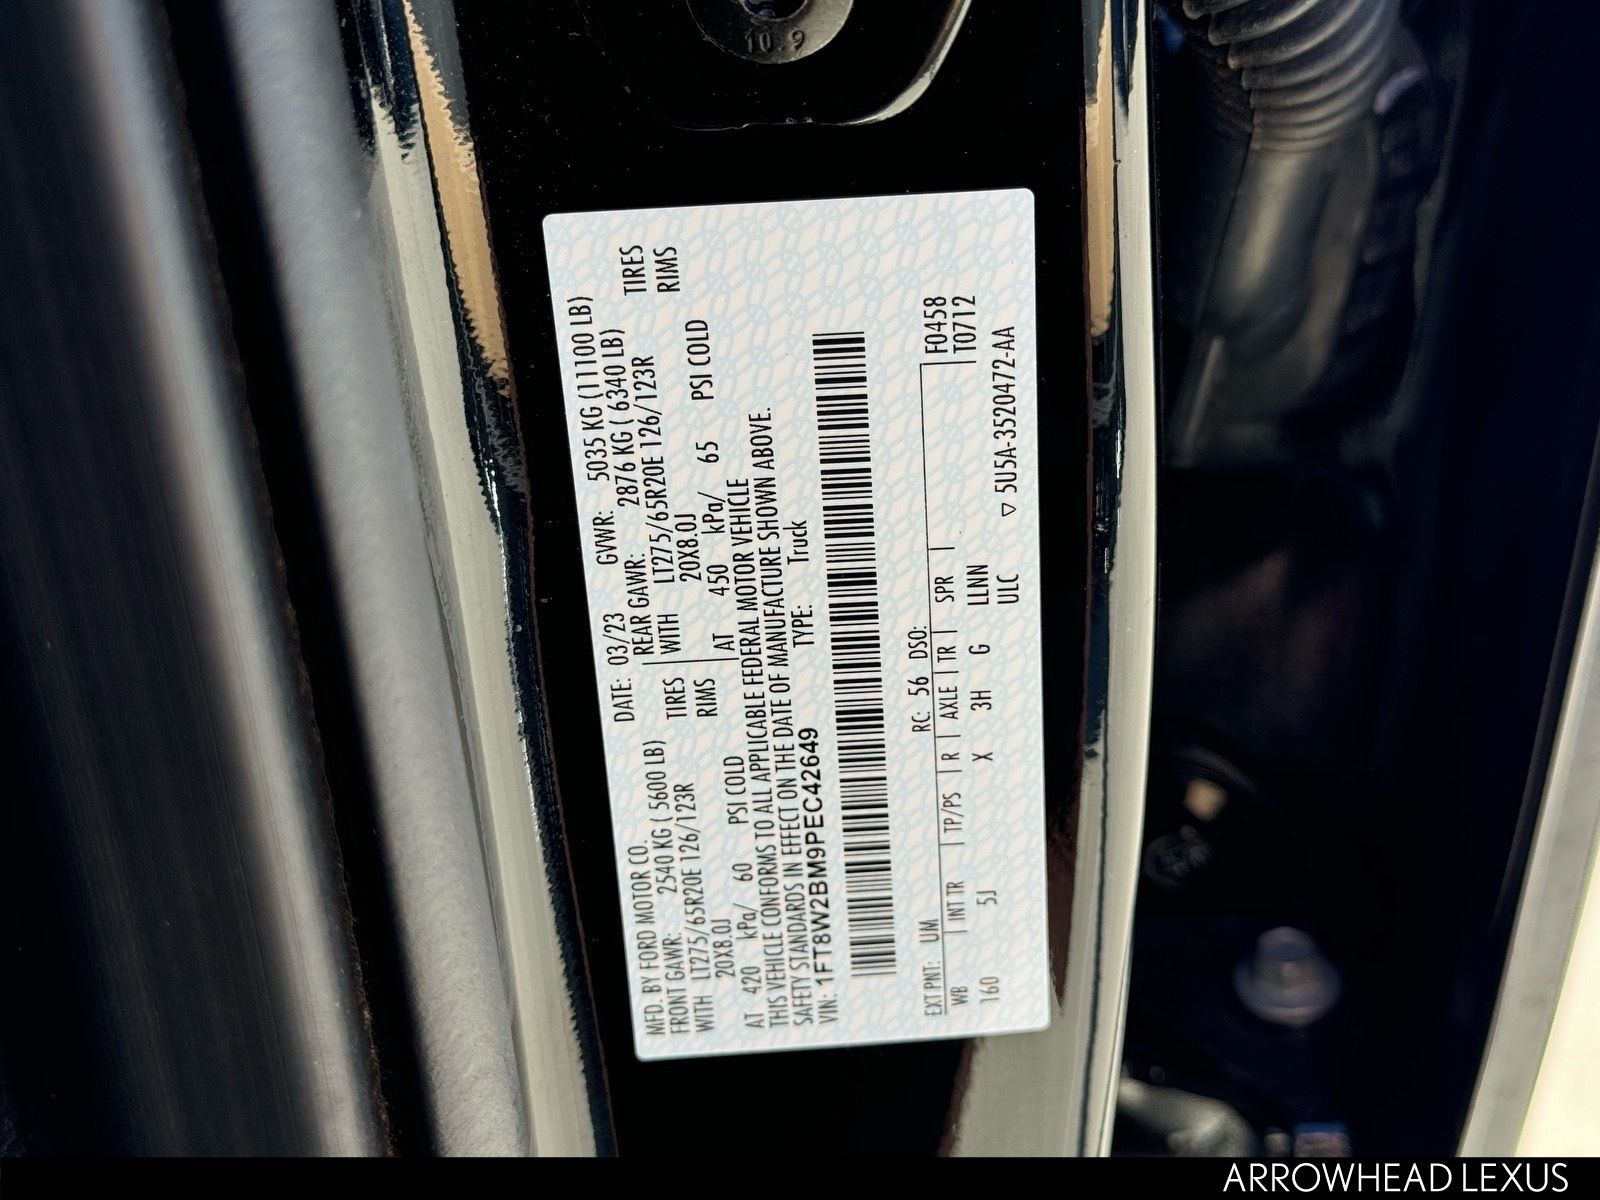 10.9
MFD. BY FORD MOTOR CO. DATE: 03/23 GVWR: 5035 KG (11100 LB)
FRONT GAWR: 2540 KG ( 5600 LB) REAR GAWR: 2876 KG ( 6340 LB)
WITH LT275/65R20E 126/123R TIRES WITH LT275/65R20E 126/123R TIRES
20X8.0J RIMS 20X8.0J RIMS
AT 420 kPa/ 60 PSI COLD AT 450 kPa/ 65 PSI COLD
THIS VEHICLE CONFORMS TO ALL APPLICABLE FEDERAL MOTOR VEHICLE
SAFETY STANDARDS IN EFFECT ON THE DATE OF MANUFACTURE SHOWN ABOVE.
VIN: 1FT8W2BM9PEC42649 TYPE: Truck
F0458
EXT PNT: UM RC: 56 DSO: T0712
WB INT TR TP/PS R AXLE TR SPR
160 5J X 3H G LLNN
ULC ▽ 5U5A-3520472-AA
ARROWHEAD LEXUS